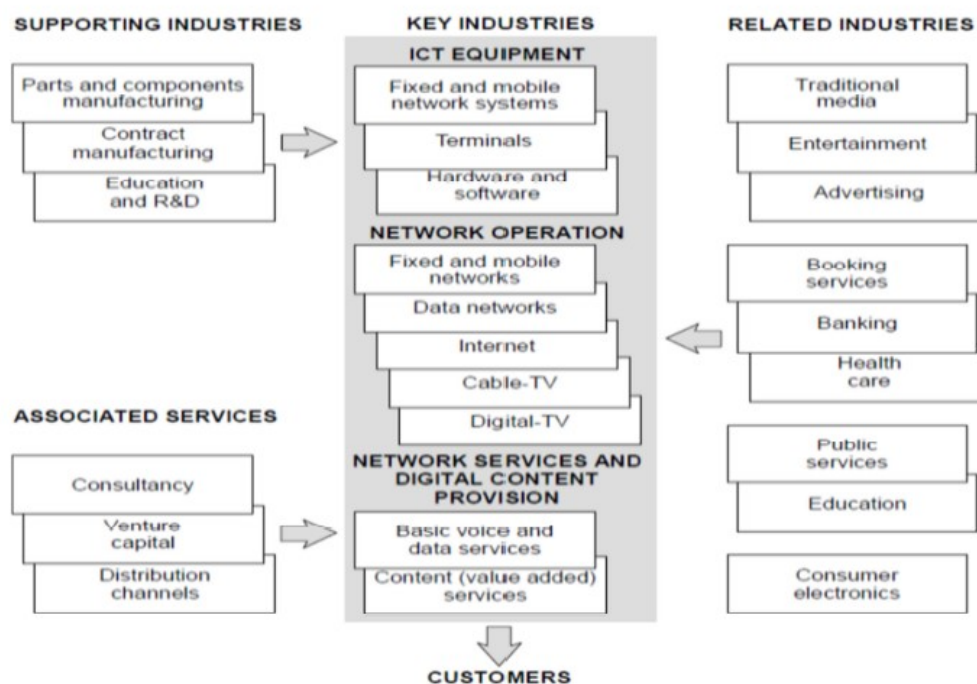 SUPPORTING INDUSTRIES
Parts and components
manufacturing
Contract
manufacturing
Education
and R&D
ASSOCIATED SERVICES
Consultancy
Venture
capital
Distribution
channels
KEY INDUSTRIES
ICT EQUIPMENT
Fixed and mobile
network systems
Terminals
Hardware and
software
NETWORK OPERATION
Fixed and mobile
networks
Data networks
Internet
Cable-TV
Digital-TV
NETWORK SERVICES AND
DIGITAL CONTENT
PROVISION
Basic voice and
data services
Content (value added)
services
CUSTOMERS
RELATED INDUSTRIES
Traditional
media
Entertainment
Advertising
Booking
services
Banking
Health
care
Public
services
Education
Consumer
electronics